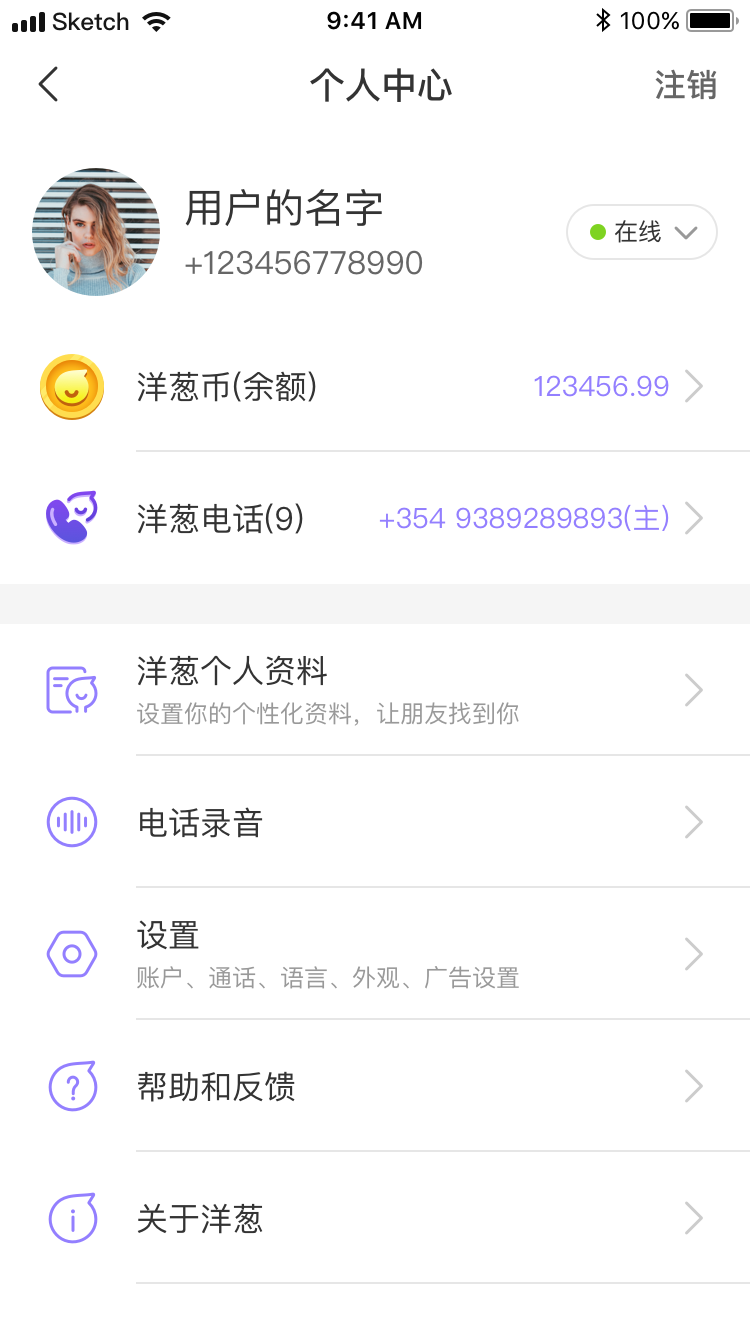 Sketch 9:41 AM 100%
个人中心 注销
用户的名字
+123456778990
在线
洋葱币(余额) 123456.99
洋葱电话(9) +354 9389289893(主)
洋葱个人资料
设置你的个性化资料，让朋友找到你
电话录音
设置
账户、通话、语言、外观、广告设置
帮助和反馈
关于洋葱